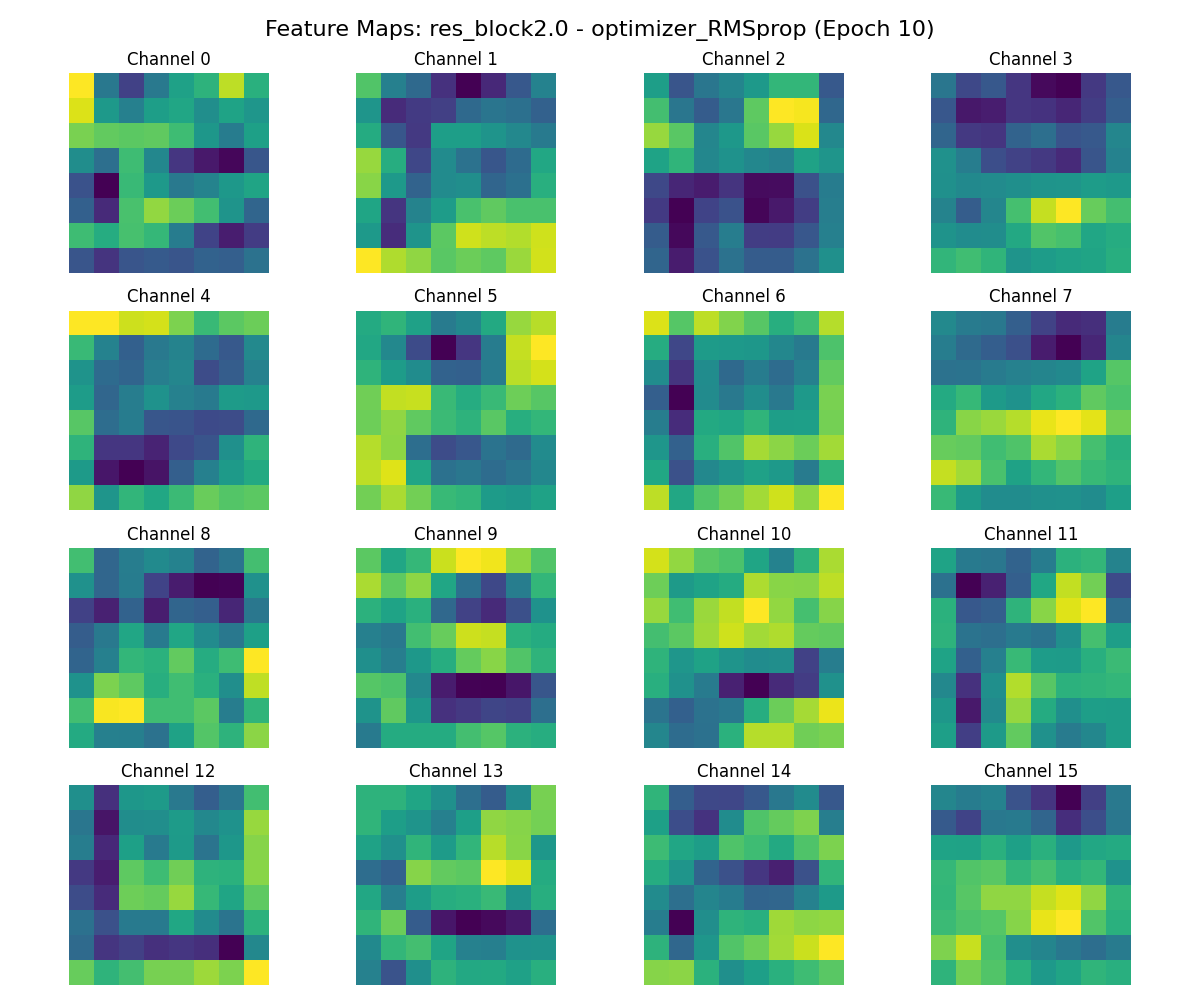 Feature Maps: res_block2.0 - optimizer_RMSprop (Epoch 10)
Channel 0 Channel 1 Channel 2 Channel 3
Channel 4 Channel 5 Channel 6 Channel 7
Channel 8 Channel 9 Channel 10 Channel 11
Channel 12 Channel 13 Channel 14 Channel 15